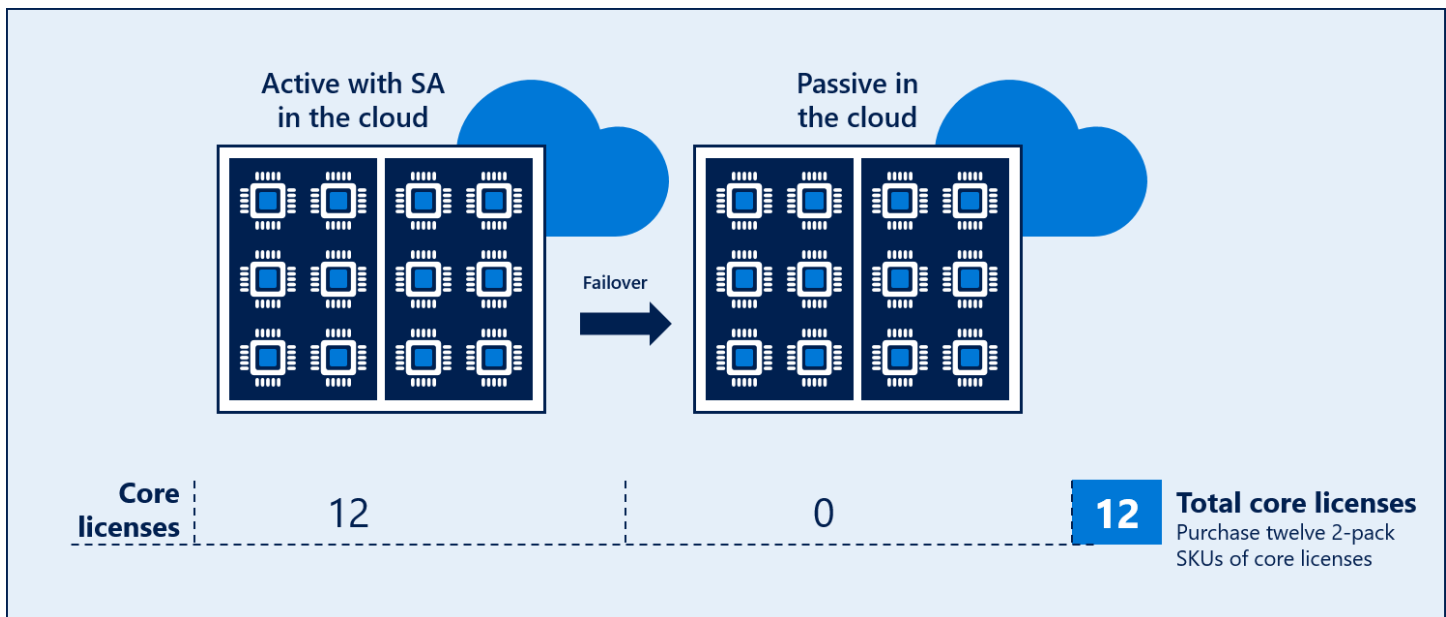 Active with SA
in the cloud
Passive in
the cloud
Failover
Core
licenses
12
0
12
Total core licenses
Purchase twelve 2-pack
SKUs of core licenses